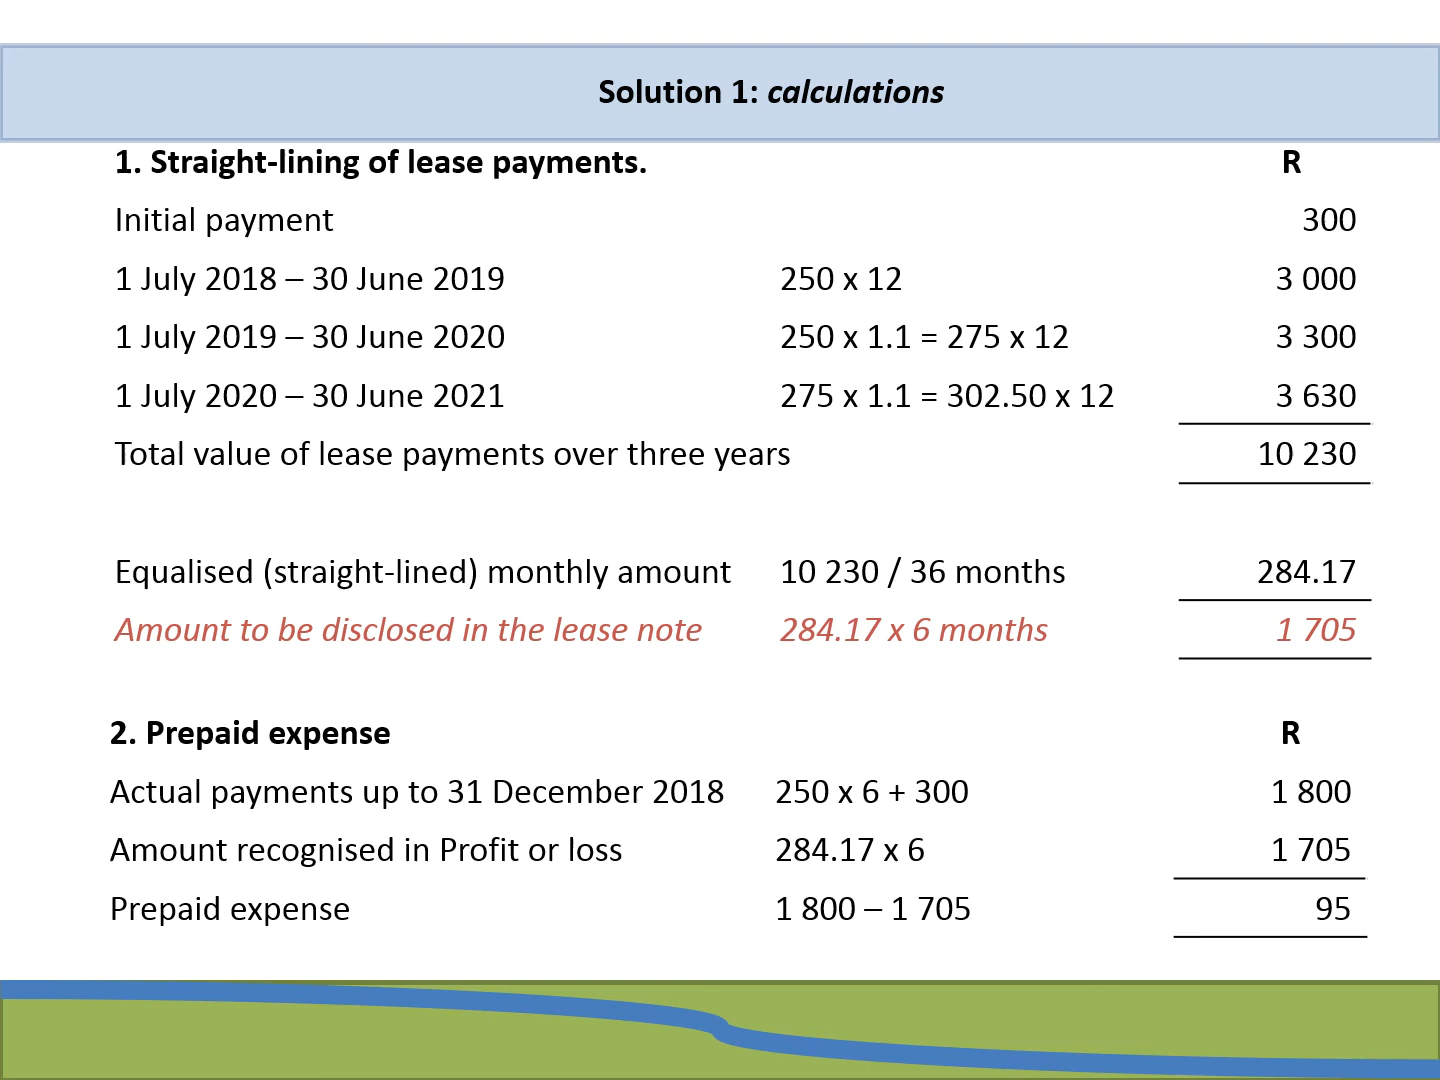 Solution 1: calculations
1. Straight-lining of lease payments. R
Initial payment 300
1 July 2018 – 30 June 2019 250 x 12 3 000
1 July 2019 – 30 June 2020 250 x 1.1 = 275 x 12 3 300
1 July 2020 – 30 June 2021 275 x 1.1 = 302.50 x 12 3 630
Total value of lease payments over three years 10 230
Equalised (straight-lined) monthly amount 10 230 / 36 months 284.17
Amount to be disclosed in the lease note 284.17 x 6 months 1 705
2. Prepaid expense R
Actual payments up to 31 December 2018 250 x 6 + 300 1 800
Amount recognised in Profit or loss 284.17 x 6 1 705
Prepaid expense 1 800 – 1 705 95